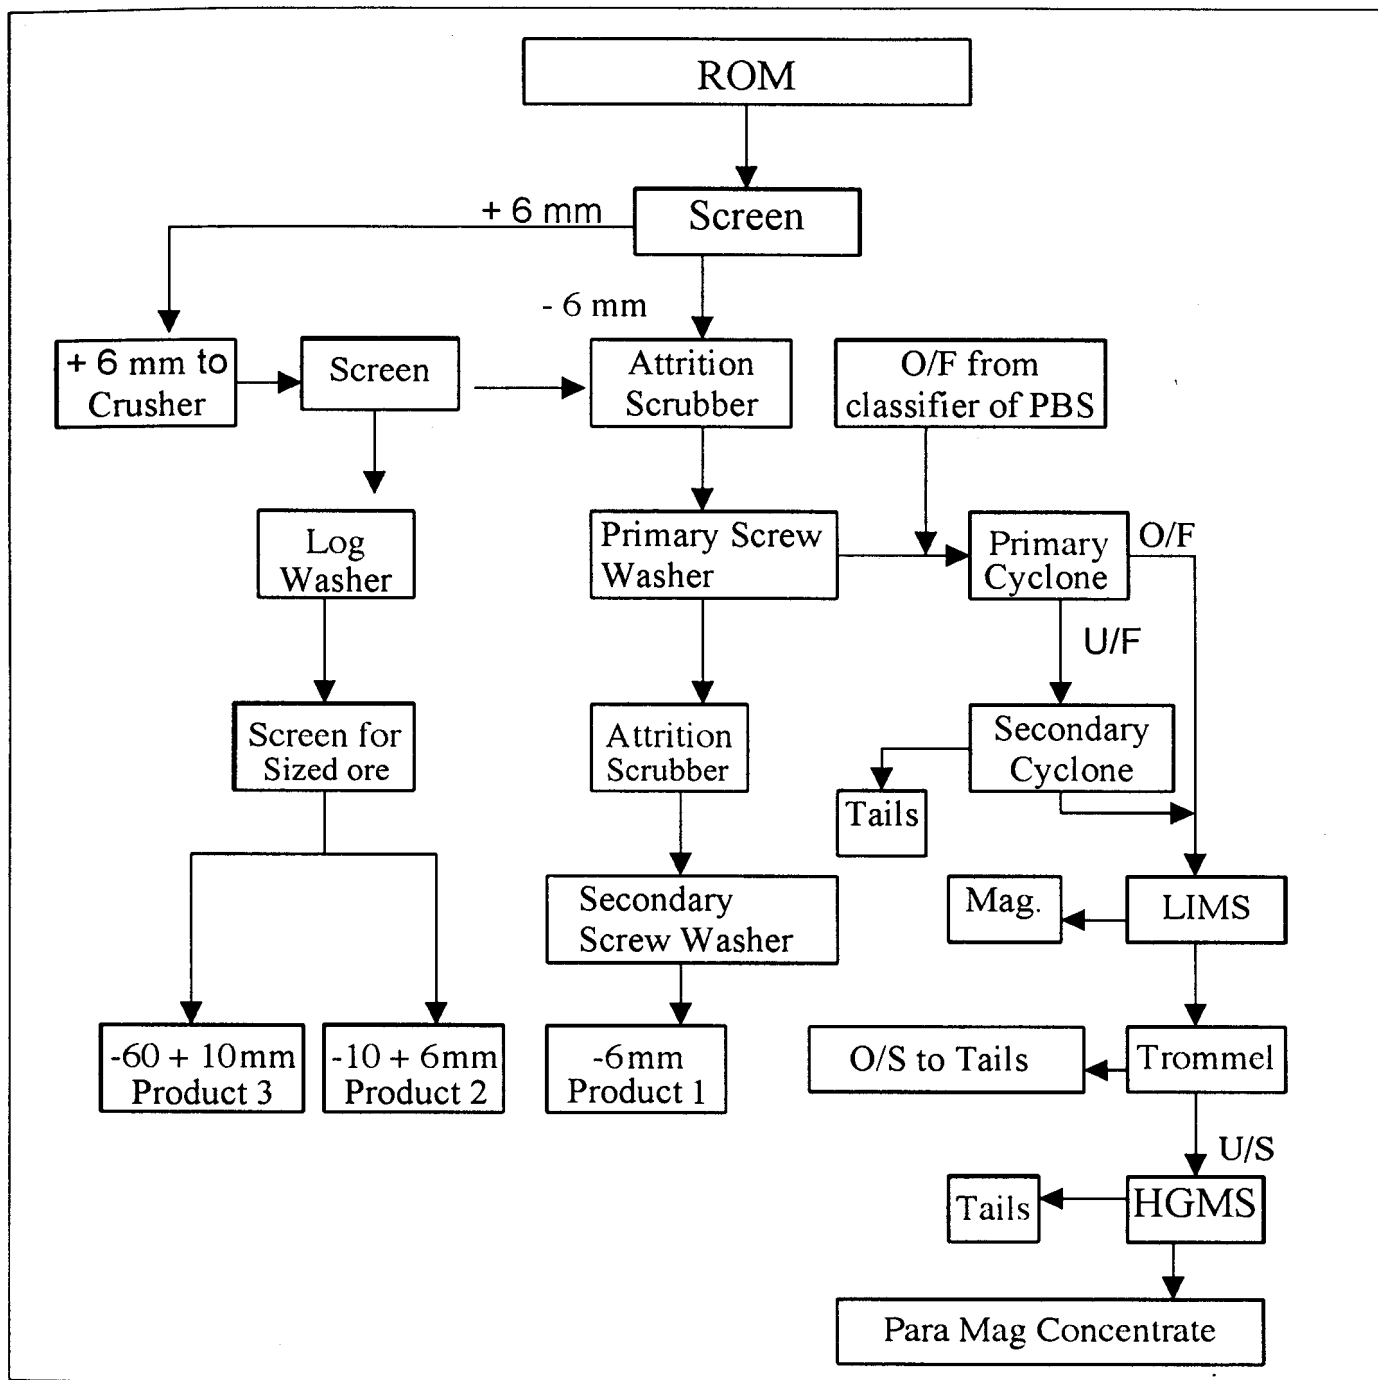 ROM
+ 6 mm
Screen
- 6 mm
+ 6 mm to
Crusher
Screen
Attrition
Scrubber
O/F from
classifier of PBS
Log
Washer
Primary Screw
Washer
Primary
Cyclone
O/F
U/F
Screen for
Sized ore
Attrition
Scrubber
Secondary
Cyclone
Tails
Secondary
Screw Washer
Mag.
LIMS
-60 + 10mm
Product 3
-10 + 6mm
Product 2
-6mm
Product 1
O/S to Tails
Trommel
U/S
Tails
HGMS
Para Mag Concentrate